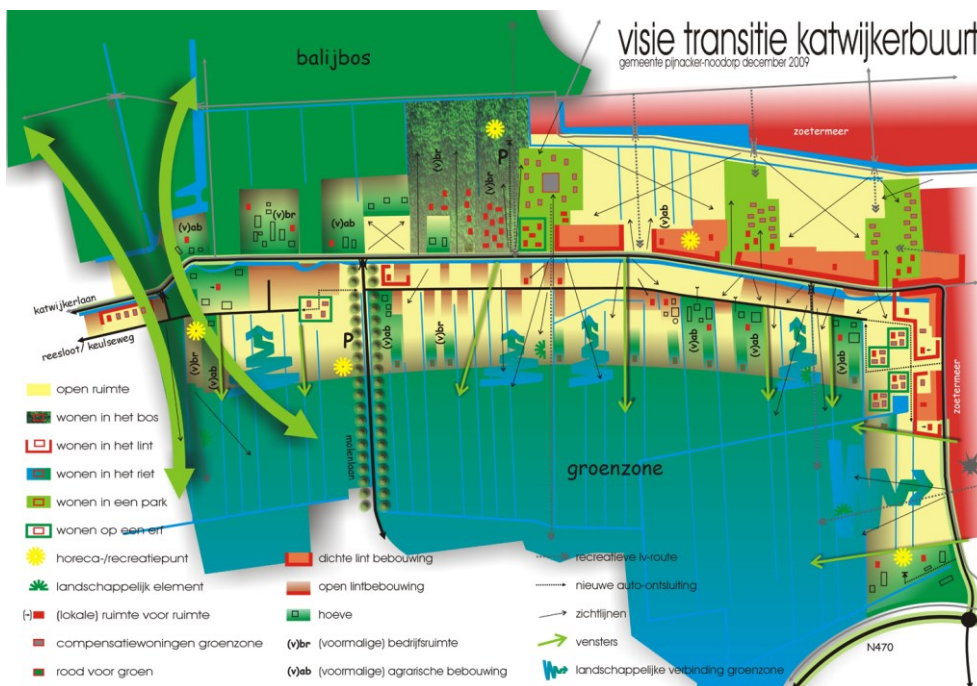 visie transitie katwijkerbuurt
gemeente pijnacker-noodorp december 2009
balijbos
zoetermeer
(v)br
P
(v)br
(v)ab
(v)br
(v)ab
(v)ab
katwijkerlaan
reesloot/ keulseweg
(v)br
(v)ab
P
molenlaan
(v)ab
(v)br
(v)ab
(v)ab
(v)ab
zoetermeer
groenzone
N470
open ruimte
wonen in het bos
wonen in het lint
wonen in het riet
wonen in een park
wonen op een erf
horeca-/recreatiepunt
landschappelijk element
(-) (lokale) ruimte voor ruimte
compensatiewoningen groenzone
rood voor groen
dichte lint bebouwing
open lintbebouwing
hoeve
(v)br (voormalige) bedrijfsruimte
(v)ab (voormalige) agrarische bebouwing
recreatieve lv-route
nieuwe auto-ontsluiting
zichtlijnen
vensters
landschappelijke verbinding groenzone